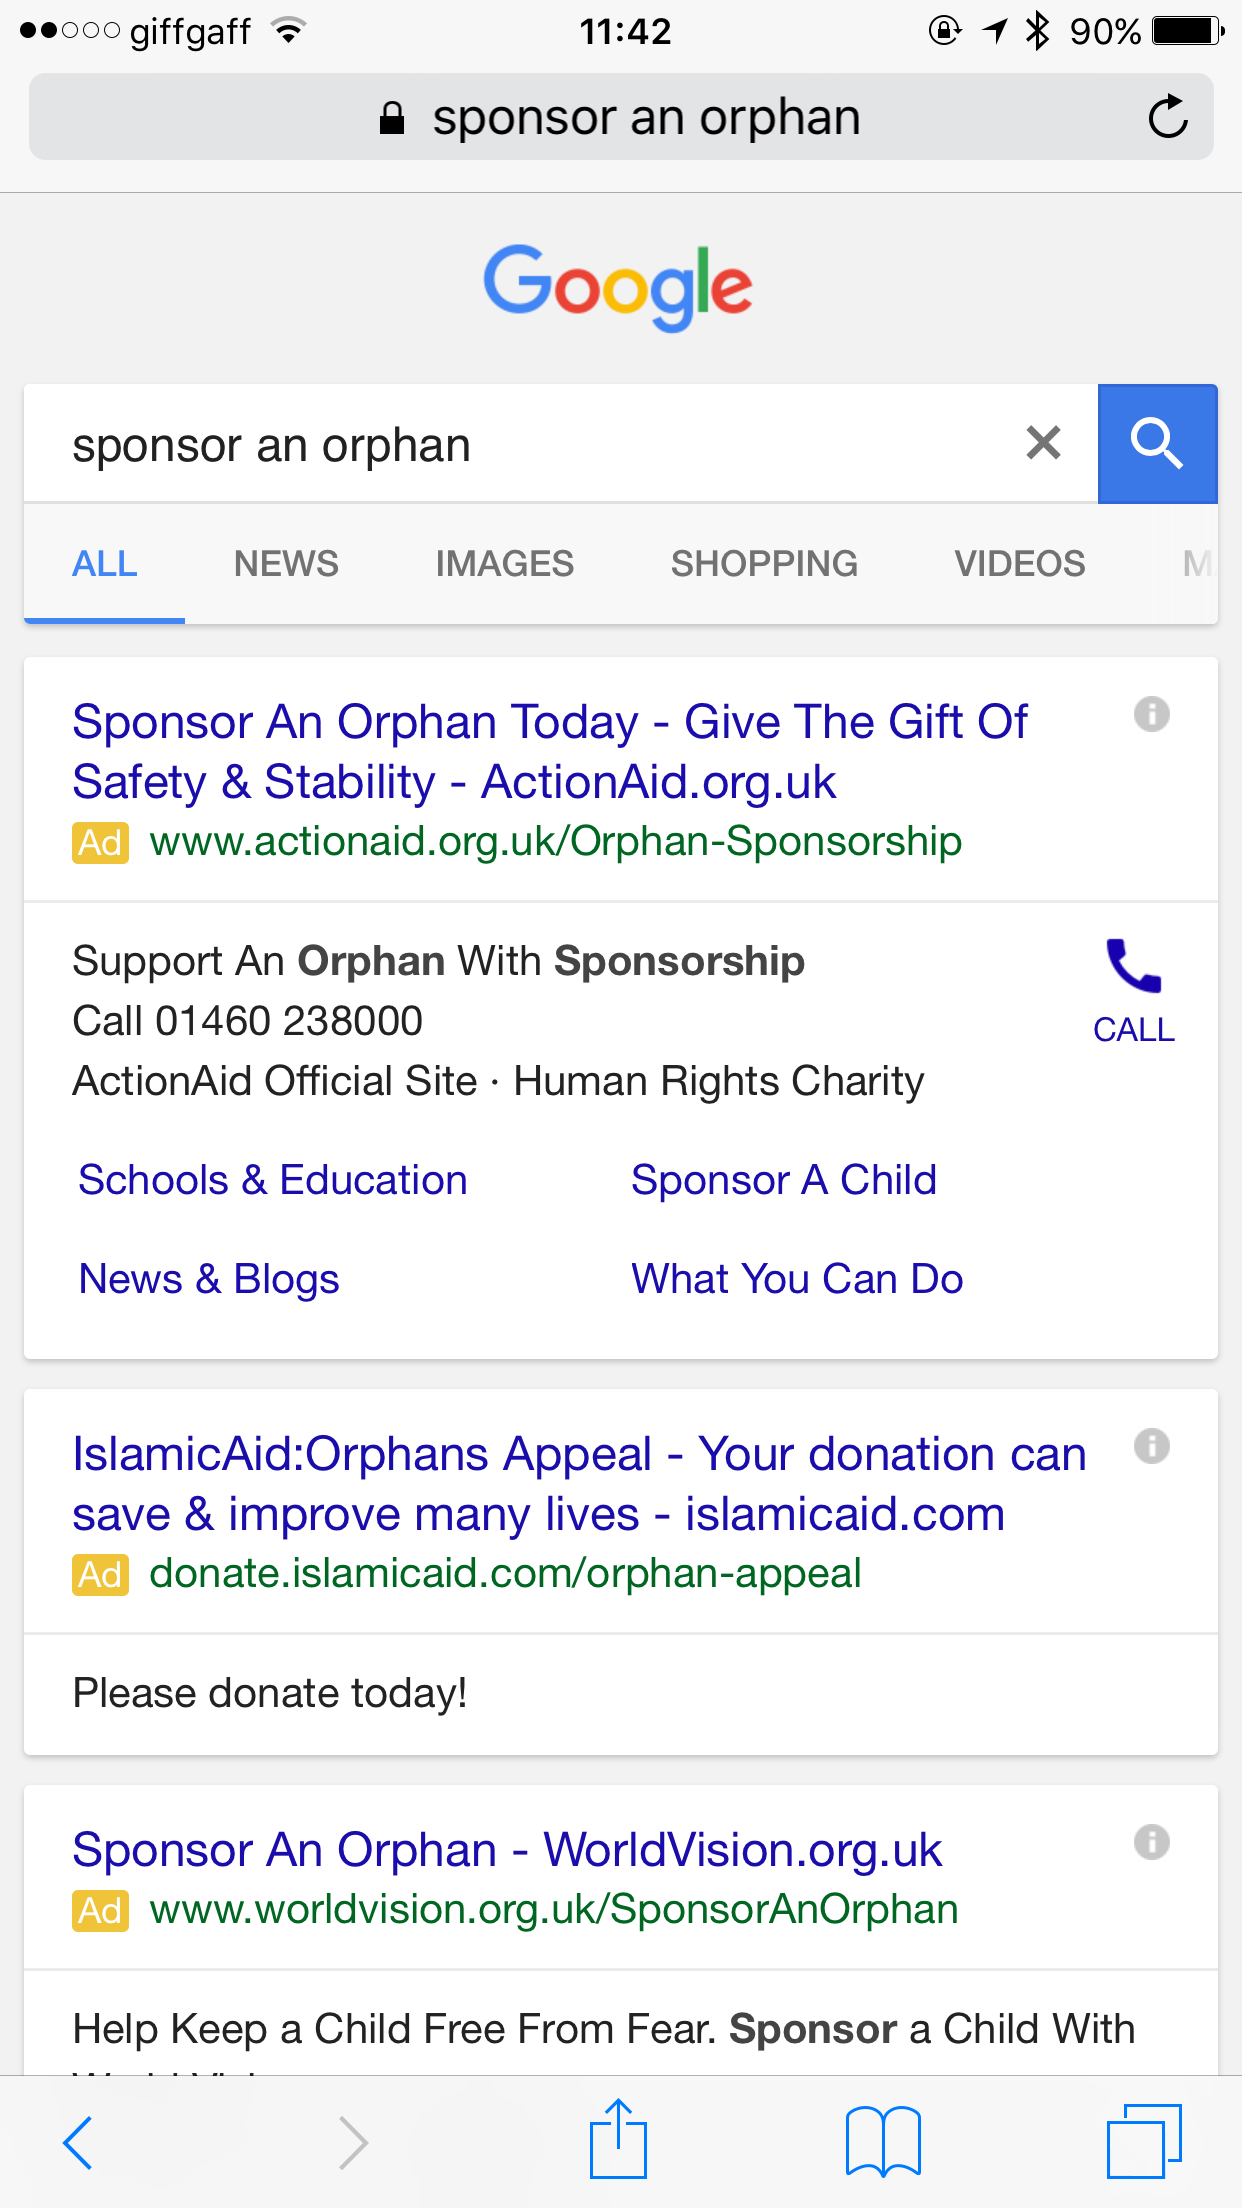 giffgaff 11:42 90%
sponsor an orphan
Google
sponsor an orphan
ALL NEWS IMAGES SHOPPING VIDEOS
Sponsor An Orphan Today - Give The Gift Of
Safety & Stability - ActionAid.org.uk
Ad www.actionaid.org.uk/Orphan-Sponsorship
Support An Orphan With Sponsorship
Call 01460 238000
CALL
ActionAid Official Site · Human Rights Charity
Schools & Education Sponsor A Child
News & Blogs What You Can Do
IslamicAid:Orphans Appeal - Your donation can
save & improve many lives - islamicaid.com
Ad donate.islamicaid.com/orphan-appeal
Please donate today!
Sponsor An Orphan - WorldVision.org.uk
Ad www.worldvision.org.uk/SponsorAnOrphan
Help Keep a Child Free From Fear. Sponsor a Child With